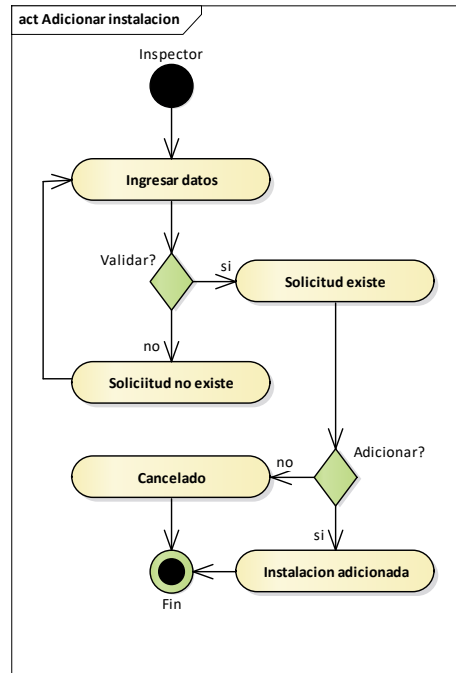 act Adicionar instalacion
Inspector
Ingresar datos
Validar?
si
Solicitud existe
no
Soliciitud no existe
Adicionar?
no
Cancelado
si
Instalacion adicionada
Fin